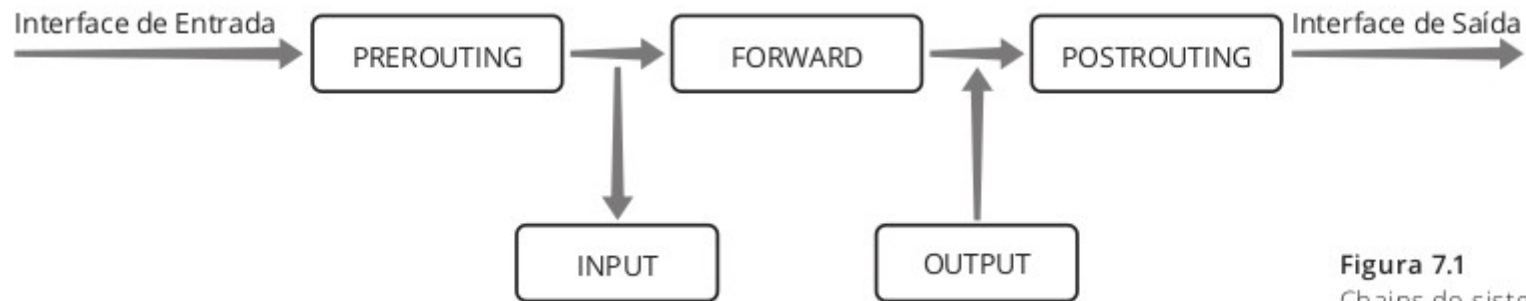 Interface de Entrada
PREROUTING
FORWARD
POSTROUTING
Interface de Saída
INPUT
OUTPUT
Figura 7.1
Chains do